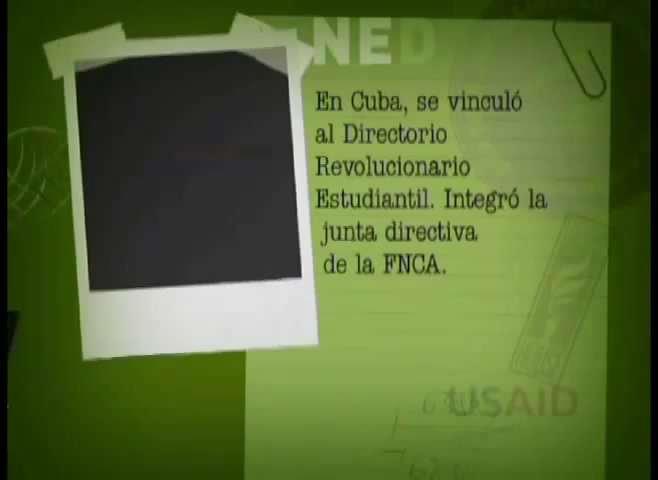 NED
En Cuba, se vinculó
al Directorio
Revolucionario
Estudiantil. Integró la
junta directiva
de la FNCA.
USAID